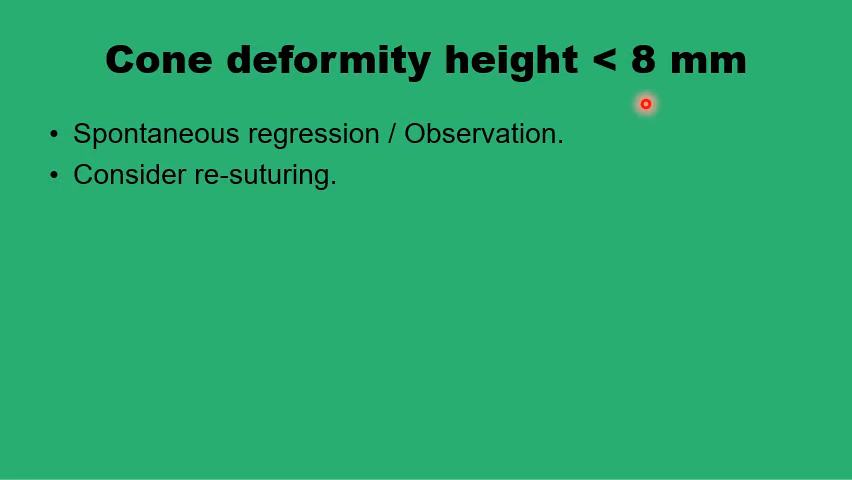 Cone deformity height < 8 mm
• Spontaneous regression / Observation.
• Consider re-suturing.